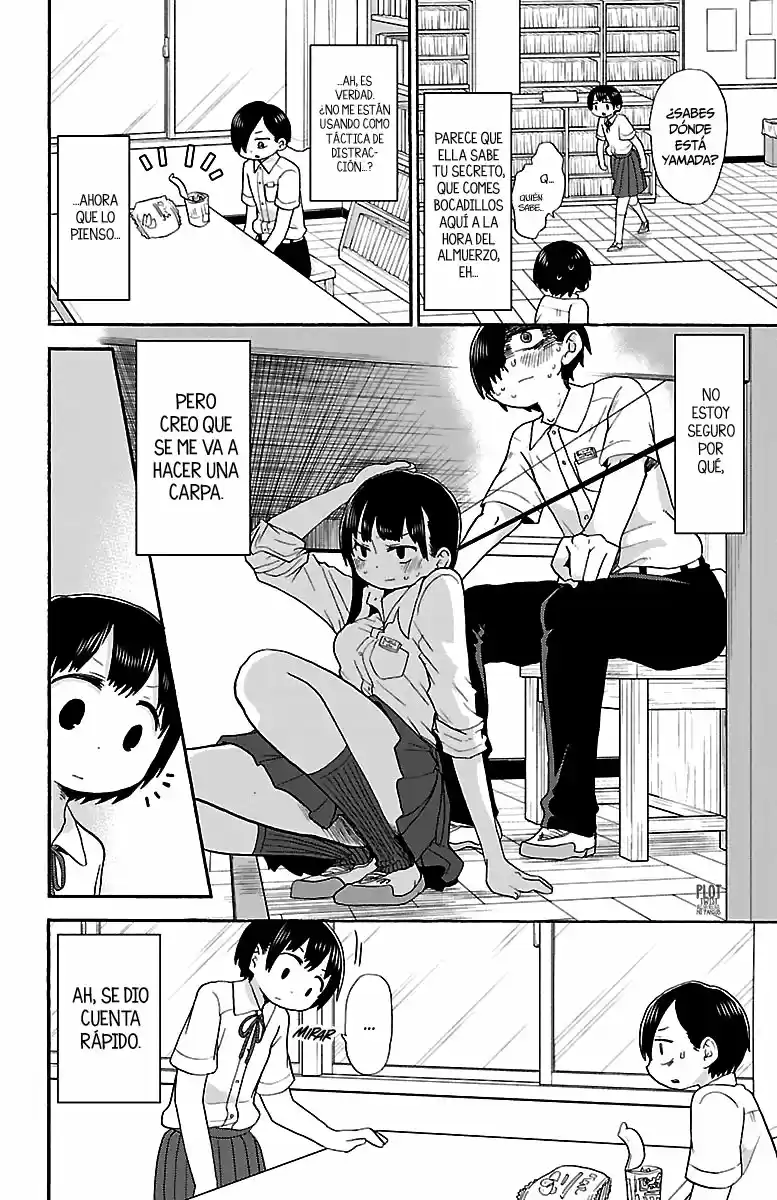 ¿SABES
DÓNDE
ESTÁ
YAMADA?
Q...
QUIÉN
SABE...
PARECE QUE
ELLA SABE
TU SECRETO,
QUE COMES
BOCADILLOS
AQUÍ A LA
HORA DEL
ALMUERZO,
EH...
...AH, ES
VERDAD.
¿NO ME ESTÁN
USANDO COMO
TÁCTICA DE
DISTRAC-
CIÓN...?
...AHORA
QUE LO
PIENSO...
NO
ESTOY
SEGURO
POR
QUÉ,
PERO
CREO QUE
SE ME VA A
HACER UNA
CARPA.
PLOT
TWIST
...
MIRAR
AH, SE DIO
CUENTA
RÁPIDO.